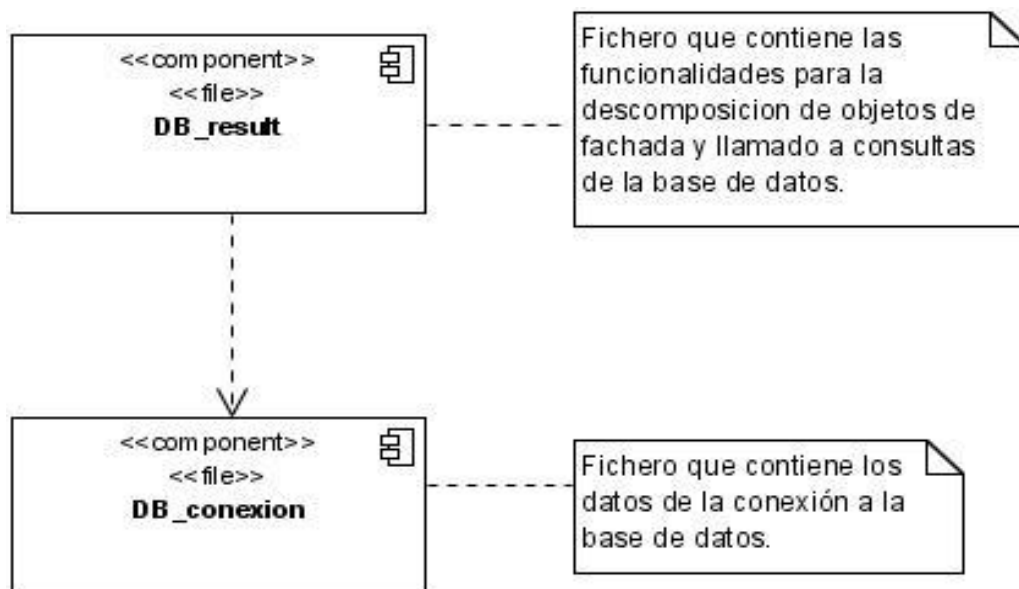 <<component>>
<<file>>
DB_result
Fichero que contiene las
funcionalidades para la
descomposicion de objetos de
fachada y llamado a consultas
de la base de datos.
<<component>>
<<file>>
DB_conexion
Fichero que contiene los
datos de la conexión a la
base de datos.